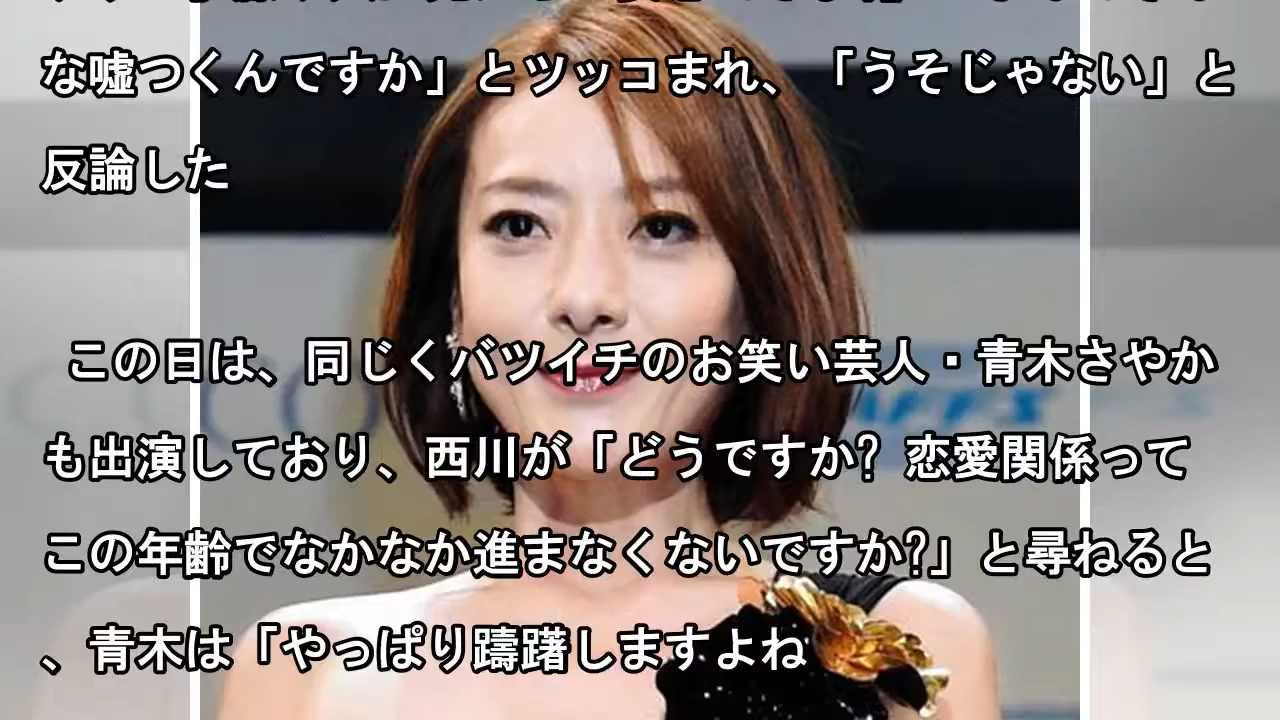 な嘘つくんですか」とツッコまれ、「うそじゃない」と
反論した
この日は、同じくバツイチのお笑い芸人・青木さやか
も出演しており、西川が「どうですか? 恋愛関係って
この年齢でなかなか進まなくないですか?」と尋ねると
、青木は「やっぱり躊躇しますよね